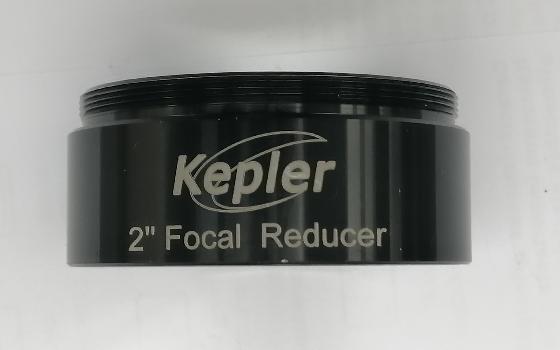 Kepler
2" Focal Reducer